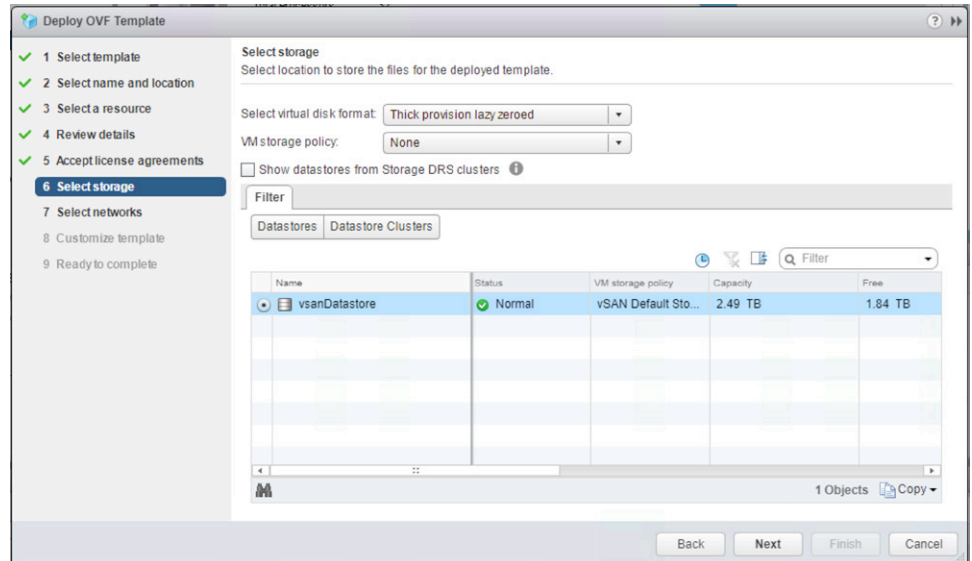 Deploy OVF Template
1 Select template
2 Select name and location
3 Select a resource
4 Review details
5 Accept license agreements
6 Select storage
7 Select networks
8 Customize template
9 Ready to complete
Select storage
Select location to store the files for the deployed template.
Select virtual disk format: Thick provision lazy zeroed
VM storage policy: None
Show datastores from Storage DRS clusters
Filter
Datastores Datastore Clusters
Filter
Name Status VM storage policy Capacity Free
vsanDatastore Normal vSAN Default Sto... 2.49 TB 1.84 TB
1 Objects Copy
Back Next Finish Cancel